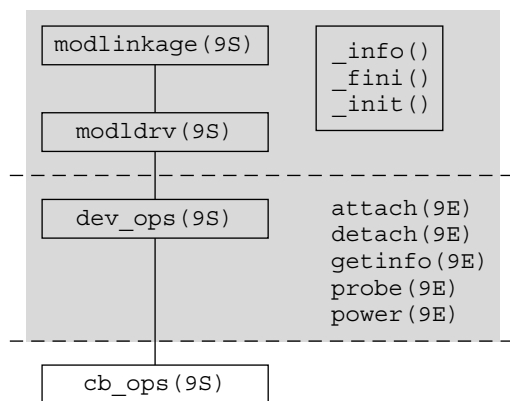 modlinkage(9S)
_info()
_fini()
_init()
modldrv(9S)
dev_ops(9S)
attach(9E)
detach(9E)
getinfo(9E)
probe(9E)
power(9E)
cb_ops(9S)